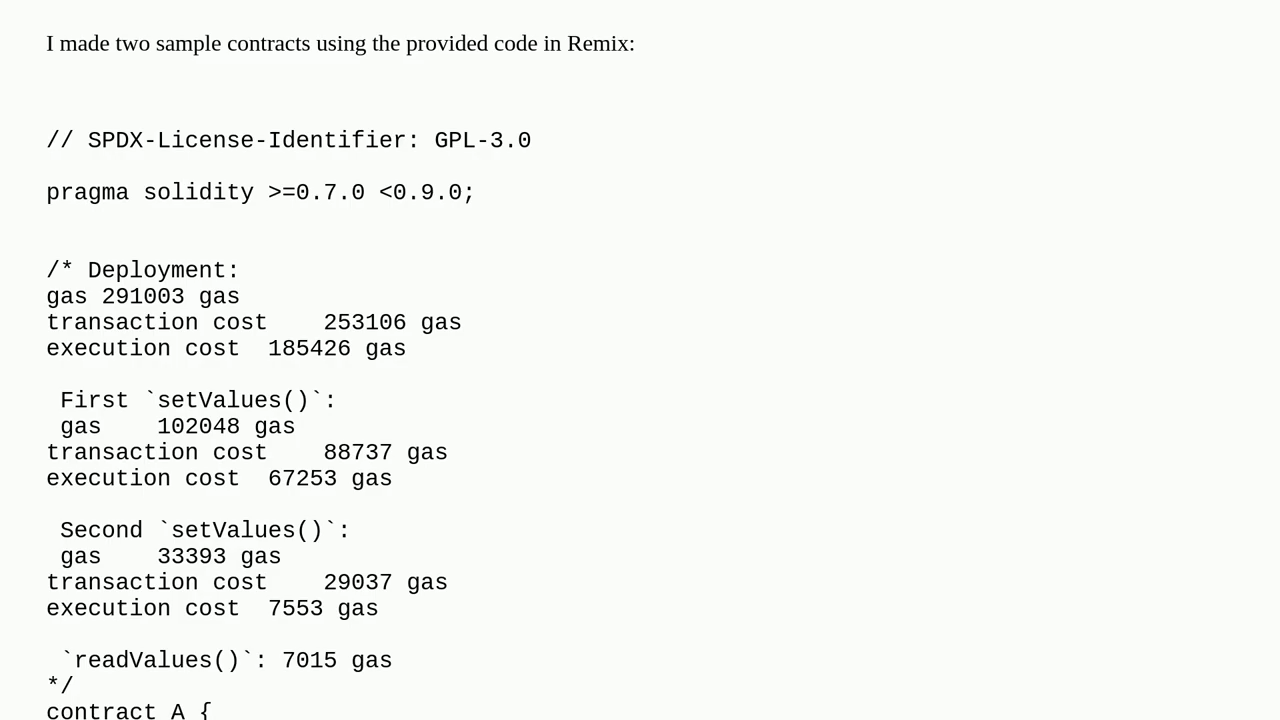 I made two sample contracts using the provided code in Remix:
// SPDX-License-Identifier: GPL-3.0
pragma solidity >=0.7.0 <0.9.0;
/* Deployment:
gas 291003 gas
transaction cost    253106 gas
execution cost  185426 gas
 First `setValues()`:
 gas    102048 gas
transaction cost    88737 gas
execution cost  67253 gas
 Second `setValues()`:
 gas    33393 gas
transaction cost    29037 gas
execution cost  7553 gas
 `readValues()`: 7015 gas
*/
contract A {